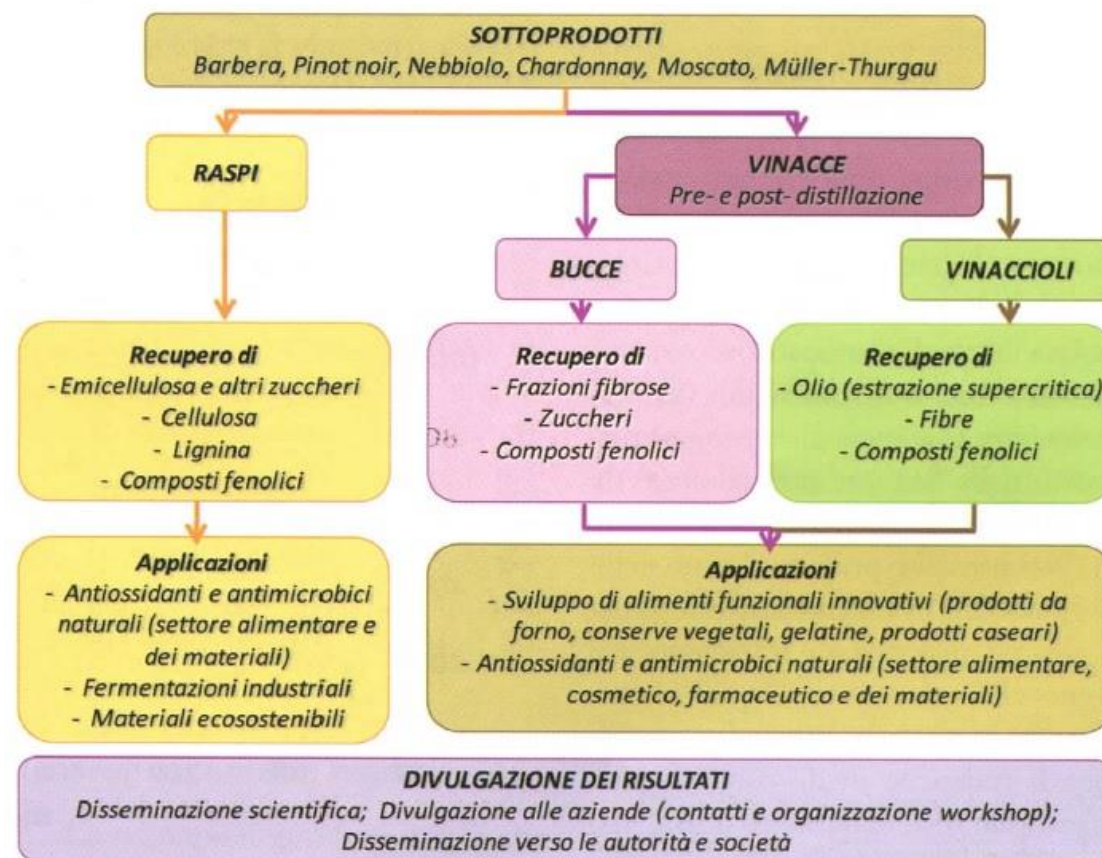 SOTTOPRODOTTI
Barbera, Pinot noir, Nebbiolo, Chardonnay, Moscato, Müller-Thurgau
RASPI
VINACCE
Pre- e post- distillazione
BUCCE
VINACCIOLI
Recupero di
- Emicellulosa e altri zuccheri
- Cellulosa
- Lignina
- Composti fenolici
Recupero di
- Frazioni fibrose
- Zuccheri
- Composti fenolici
Recupero di
- Olio (estrazione supercritica)
- Fibre
- Composti fenolici
Applicazioni
- Antiossidanti e antimicrobici
naturali (settore alimentare e
dei materiali)
- Fermentazioni industriali
- Materiali ecosostenibili
Applicazioni
- Sviluppo di alimenti funzionali innovativi (prodotti da
forno, conserve vegetali, gelatine, prodotti caseari)
- Antiossidanti e antimicrobici naturali (settore alimentare,
cosmetico, farmaceutico e dei materiali)
DIVULGAZIONE DEI RISULTATI
Disseminazione scientifica; Divulgazione alle aziende (contatti e organizzazione workshop);
Disseminazione verso le autorità e società